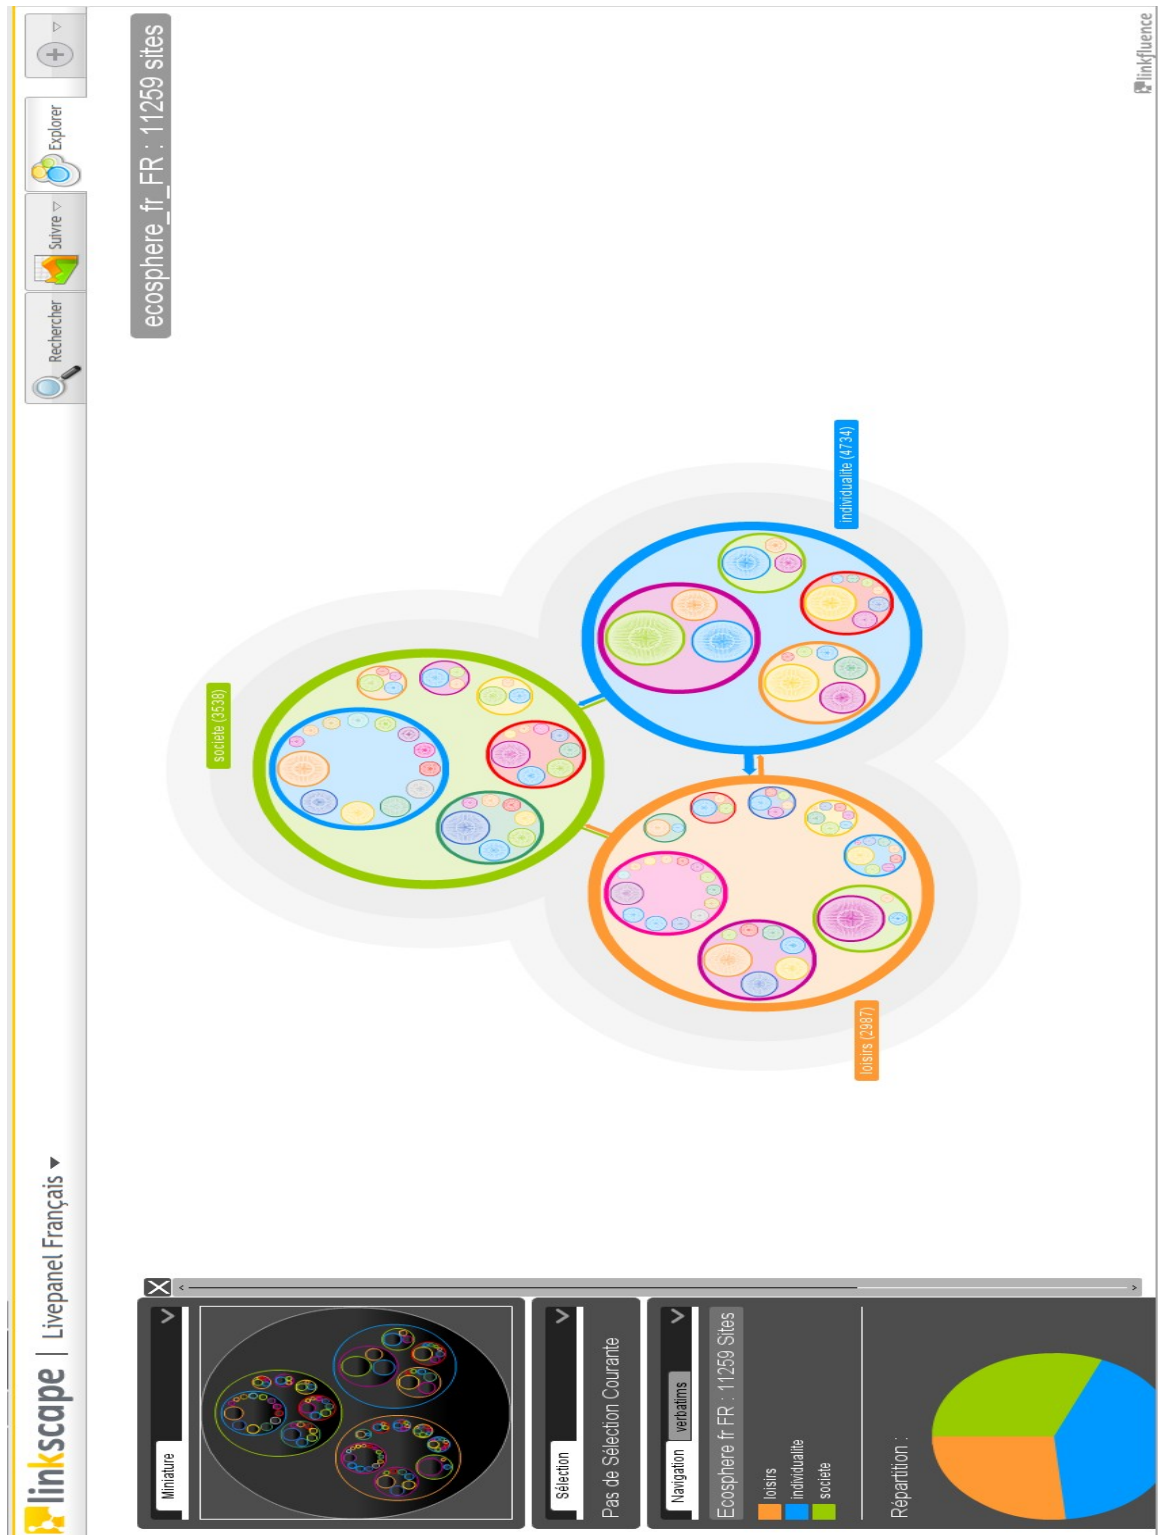 linkscape | Livepanel Français
Rechercher
Suivre
Explorer
Miniature
Sélection
Pas de Sélection Courante
Navigation
verbatims
Ecosphere fr FR : 11259 Sites
loisirs
individualite
societe
Répartition :
ecosphere_fr_FR : 11259 sites
societe (3538)
individualite (4734)
loisirs (2987)
linkfluence